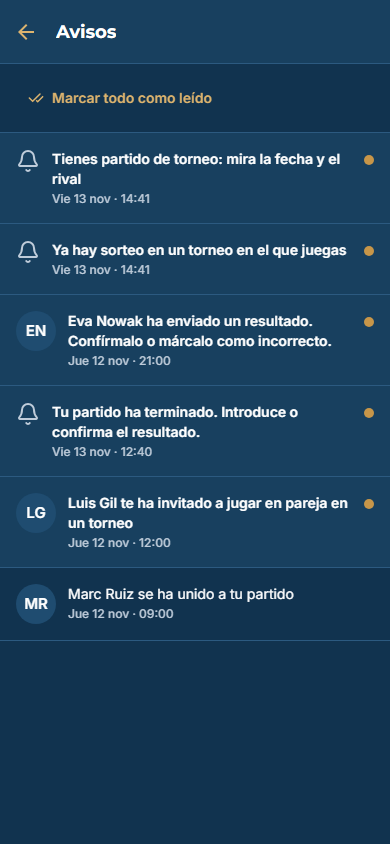 Avisos
Marcar todo como leído
Tienes partido de torneo: mira la fecha y el
rival
Vie 13 nov · 14:41
Ya hay sorteo en un torneo en el que juegas
Vie 13 nov · 14:41
EN
Eva Nowak ha enviado un resultado.
Confírmalo o márcalo como incorrecto.
Jue 12 nov · 21:00
Tu partido ha terminado. Introduce o
confirma el resultado.
Vie 13 nov · 12:40
LG
Luis Gil te ha invitado a jugar en pareja en
un torneo
Jue 12 nov · 12:00
MR
Marc Ruiz se ha unido a tu partido
Jue 12 nov · 09:00